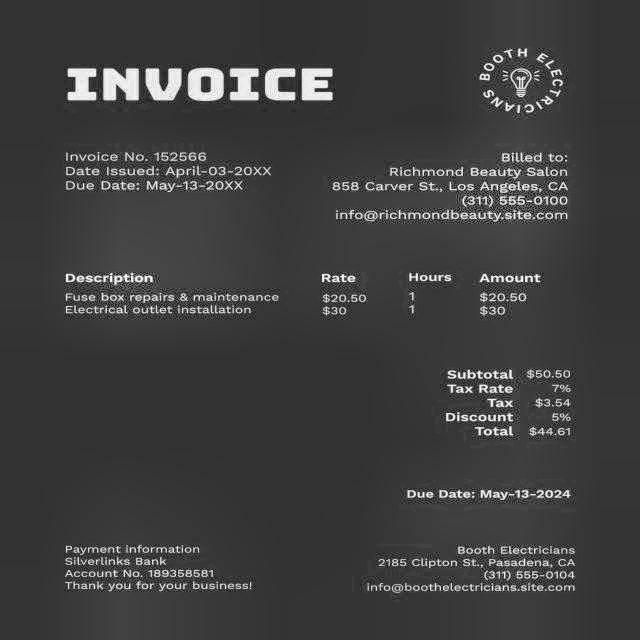 INVOICE
BOOTH ELECTRICIANS
Invoice No. 152566
Date Issued: April-03-20XX
Due Date: May-13-20XX
Billed to:
Richmond Beauty Salon
858 Carver St., Los Angeles, CA
(311) 555-0100
info@richmondbeauty.site.com
Description Rate Hours Amount
Fuse box repairs & maintenance $20.50 1 $20.50
Electrical outlet installation $30 1 $30
Subtotal $50.50
Tax Rate 7%
Tax $3.54
Discount 5%
Total $44.61
Due Date: May-13-2024
Payment information
Silverlinks Bank
Account No. 189358581
Thank you for your business!
Booth Electricians
2185 Clipton St., Pasadena, CA
(311) 555-0104
info@boothelectricians.site.com